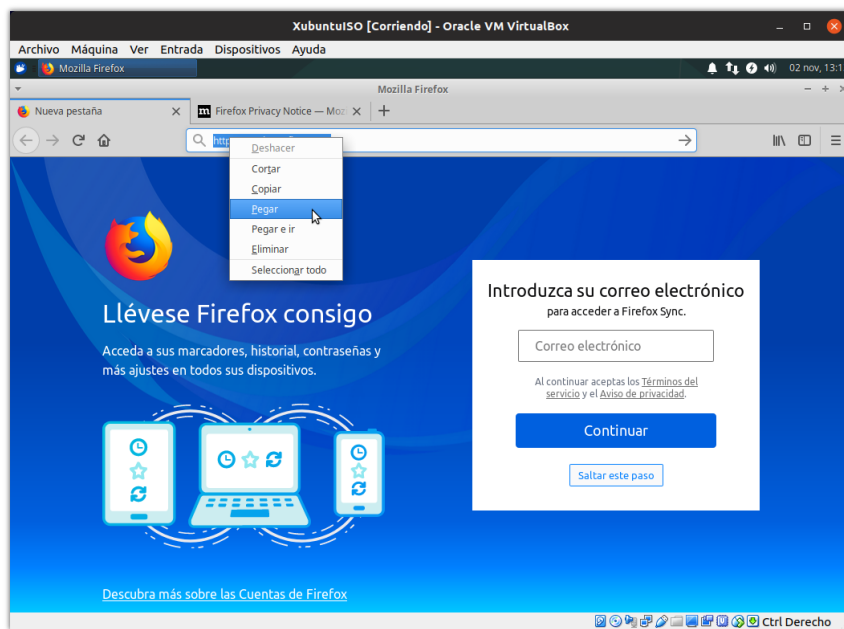 XubuntuISO [Corriendo] - Oracle VM VirtualBox
Archivo Máquina Ver Entrada Dispositivos Ayuda
Mozilla Firefox
02 nov, 13:1
Mozilla Firefox
Nueva pestaña
Firefox Privacy Notice — Moz
http
Deshacer
Cortar
Copiar
Pegar
Pegar e ir
Eliminar
Seleccionar todo
Llévese Firefox consigo
Acceda a sus marcadores, historial, contraseñas y
más ajustes en todos sus dispositivos.
Descubra más sobre las Cuentas de Firefox
Introduzca su correo electrónico
para acceder a Firefox Sync.
Correo electrónico
Al continuar aceptas los Términos del
servicio y el Aviso de privacidad.
Continuar
Saltar este paso
Ctrl Derecho